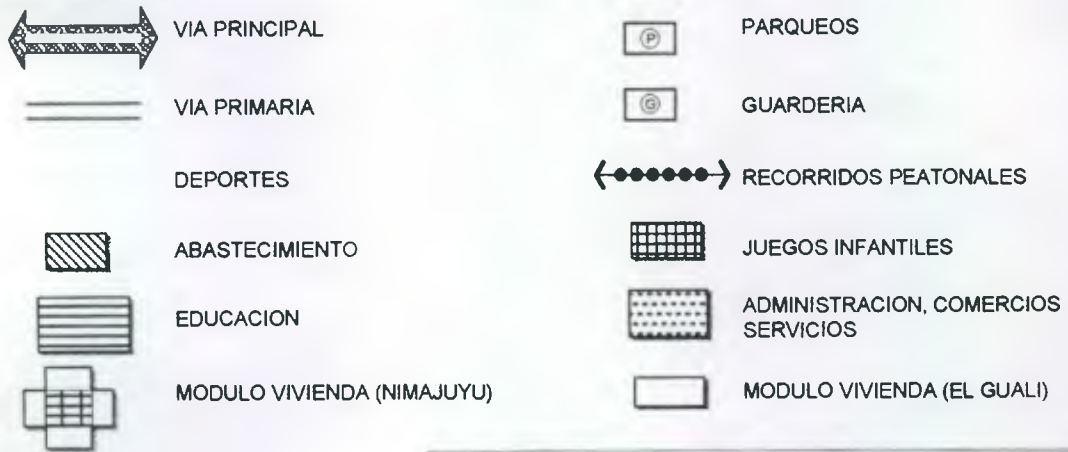 VIA PRINCIPAL
VIA PRIMARIA
DEPORTES
ABASTECIMIENTO
EDUCACION
MODULO VIVIENDA (NIMAJUYU)
P PARQUEOS
G GUARDERIA
RECORRIDOS PEATONALES
JUEGOS INFANTILES
ADMINISTRACION, COMERCIOS
SERVICIOS
MODULO VIVIENDA (EL GUALI)